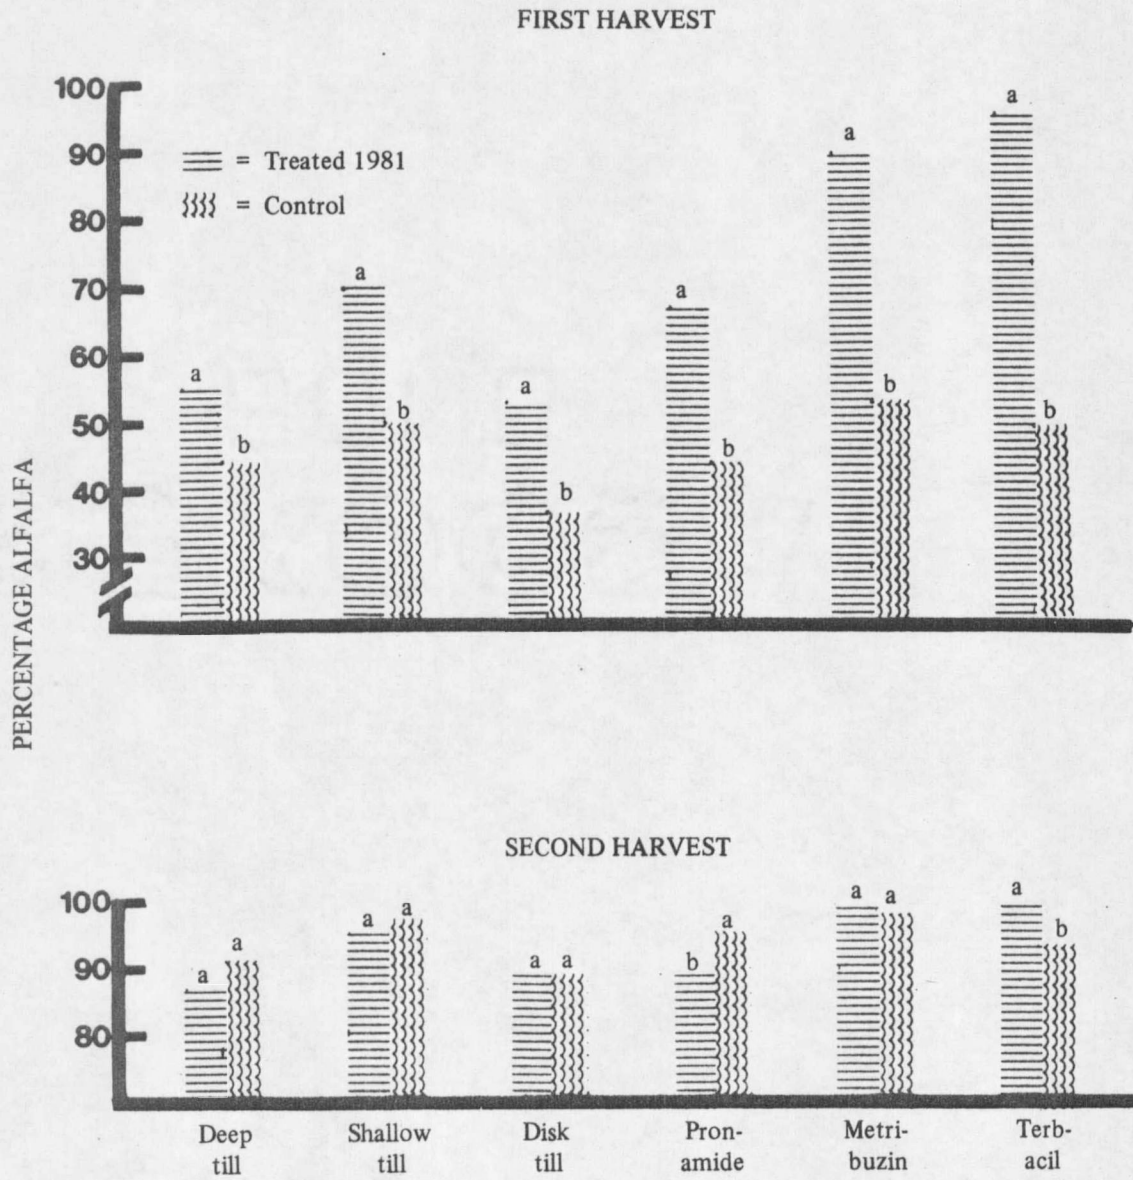 FIRST HARVEST
100
90
80
70
60
50
40
30
= Treated 1981
= Control
a
b
a
b
a
b
a
b
a
b
a
b
PERCENTAGE ALFALFA
SECOND HARVEST
100
90
80
a
a
a
a
a
a
b
a
a
a
a
b
Deep
till
Shallow
till
Disk
till
Pron-
amide
Metri-
buzin
Terb-
acil